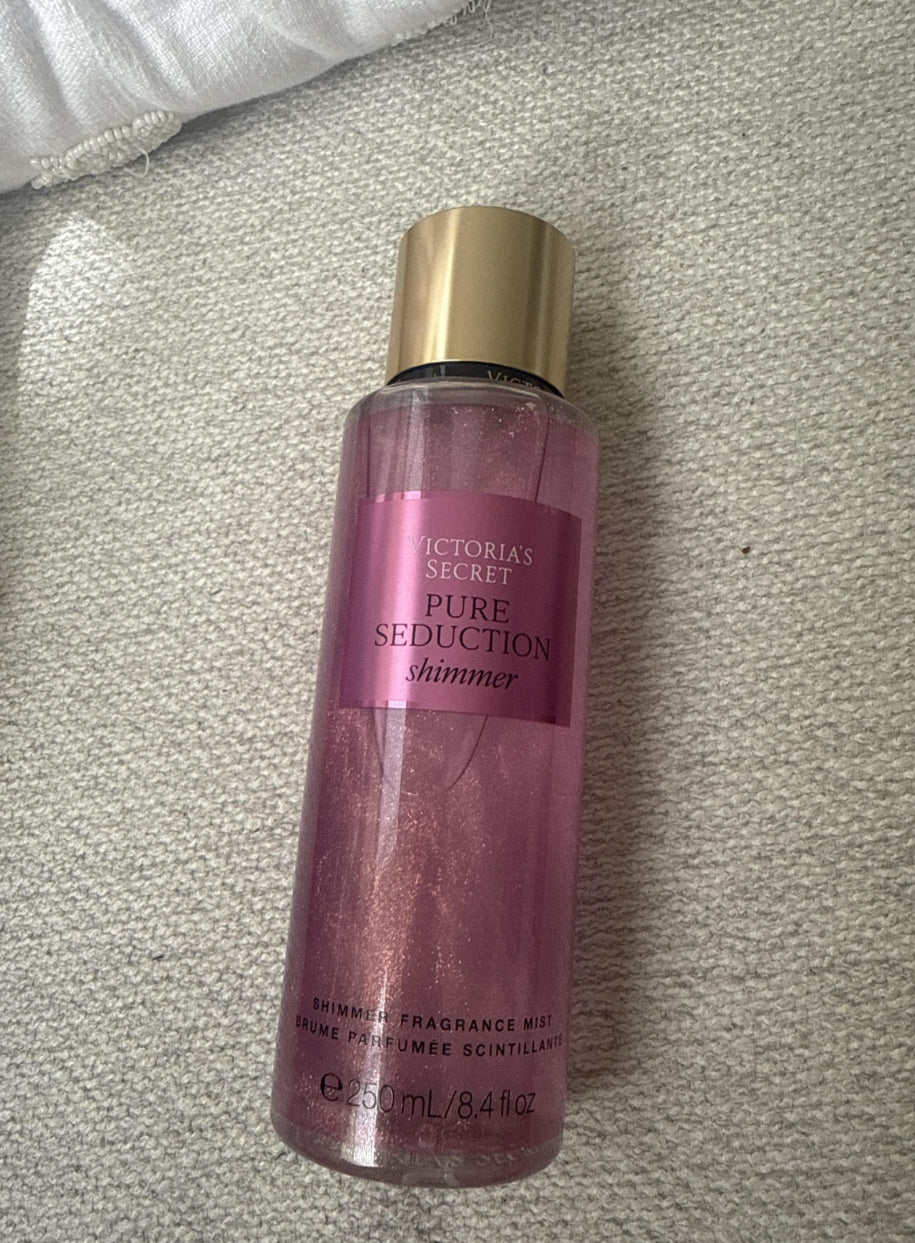 VICTORIA'S
SECRET
PURE
SEDUCTION
shimmer
SHIMMER FRAGRANCE MIST
BRUME PARFUMÉE SCINTILLANTE
℮250 mL/8.4 fl oz